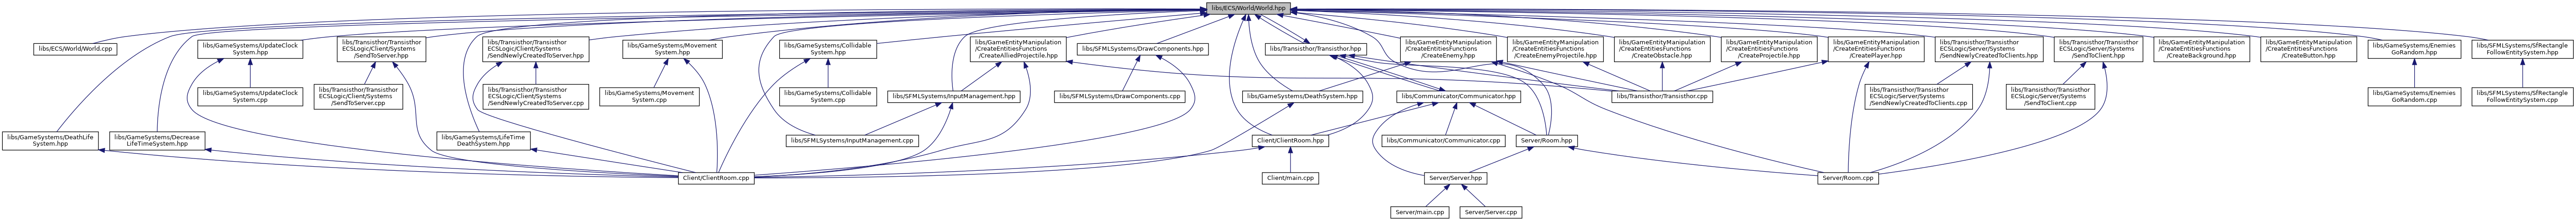 libs/ECS/World/World.hpp
libs/ECS/World/World.cpp
libs/GameSystems/UpdateClock
System.hpp
libs/Transisthor/Transisthor
ECSLogic/Client/Systems
/SendToServer.hpp
libs/Transisthor/Transisthor
ECSLogic/Client/Systems
/SendNewlyCreatedToServer.hpp
libs/GameSystems/Movement
System.hpp
libs/GameSystems/Collidable
System.hpp
libs/GameEntityManipulation
/CreateEntitiesFunctions
/CreateAlliedProjectile.hpp
libs/SFMLSystems/DrawComponents.hpp
libs/Transisthor/Transisthor.hpp
libs/GameEntityManipulation
/CreateEntitiesFunctions
/CreateEnemy.hpp
libs/GameEntityManipulation
/CreateEntitiesFunctions
/CreateEnemyProjectile.hpp
libs/GameEntityManipulation
/CreateEntitiesFunctions
/CreateObstacle.hpp
libs/GameEntityManipulation
/CreateEntitiesFunctions
/CreateProjectile.hpp
libs/GameEntityManipulation
/CreateEntitiesFunctions
/CreatePlayer.hpp
libs/Transisthor/Transisthor
ECSLogic/Server/Systems
/SendNewlyCreatedToClients.hpp
libs/Transisthor/Transisthor
ECSLogic/Server/Systems
/SendToClient.hpp
libs/GameEntityManipulation
/CreateEntitiesFunctions
/CreateBackground.hpp
libs/GameEntityManipulation
/CreateEntitiesFunctions
/CreateButton.hpp
libs/GameSystems/Enemies
GoRandom.hpp
libs/SFMLSystems/SfRectangle
FollowEntitySystem.hpp
libs/GameSystems/UpdateClock
System.cpp
libs/Transisthor/Transisthor
ECSLogic/Client/Systems
/SendToServer.cpp
libs/Transisthor/Transisthor
ECSLogic/Client/Systems
/SendNewlyCreatedToServer.cpp
libs/GameSystems/Movement
System.cpp
libs/GameSystems/Collidable
System.cpp
libs/SFMLSystems/InputManagement.hpp
libs/SFMLSystems/DrawComponents.cpp
libs/GameSystems/DeathSystem.hpp
libs/Communicator/Communicator.hpp
libs/Transisthor/Transisthor.cpp
libs/Transisthor/Transisthor
ECSLogic/Server/Systems
/SendNewlyCreatedToClients.cpp
libs/Transisthor/Transisthor
ECSLogic/Server/Systems
/SendToClient.cpp
libs/GameSystems/Enemies
GoRandom.cpp
libs/SFMLSystems/SfRectangle
FollowEntitySystem.cpp
libs/GameSystems/DeathLife
System.hpp
libs/GameSystems/Decrease
LifeTimeSystem.hpp
libs/GameSystems/LifeTime
DeathSystem.hpp
libs/SFMLSystems/InputManagement.cpp
Client/ClientRoom.hpp
libs/Communicator/Communicator.cpp
Server/Room.hpp
Client/ClientRoom.cpp
Client/main.cpp
Server/Server.hpp
Server/Room.cpp
Server/main.cpp
Server/Server.cpp